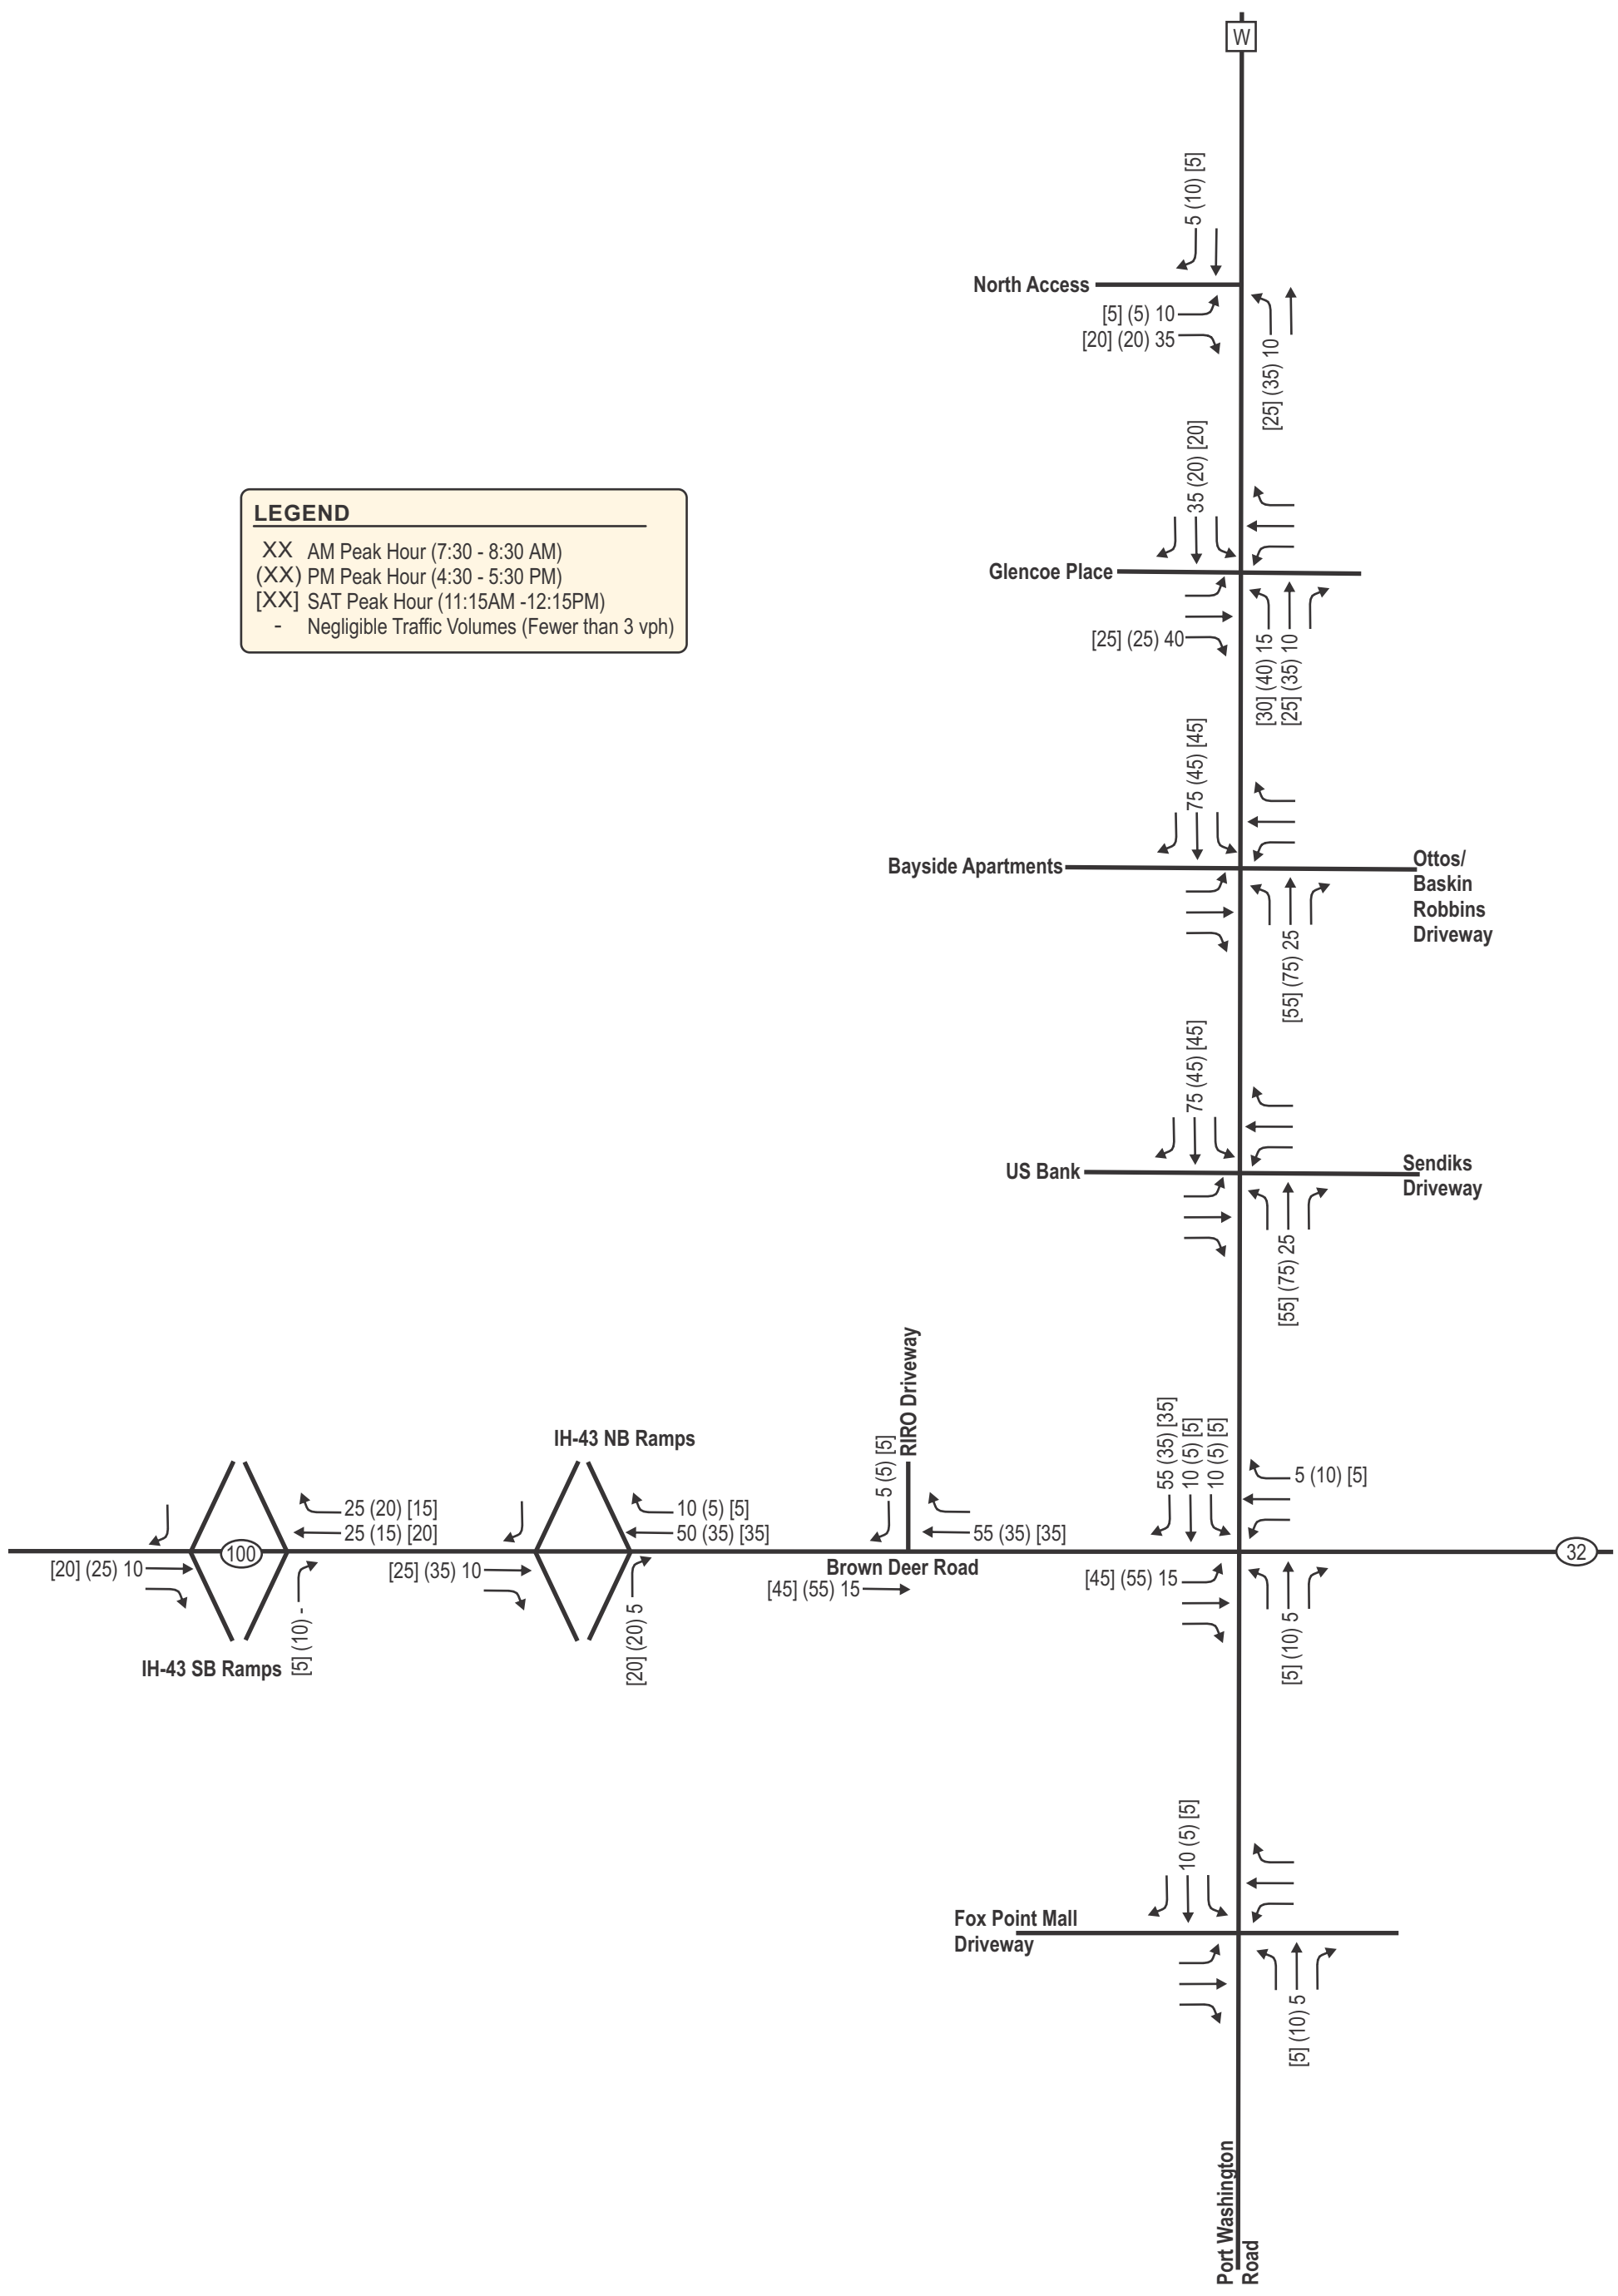 W
5 (10) [5]
North Access
[5] (5) 10
[20] (20) 35
[25] (35) 10
35 (20) [20]
LEGEND
XX AM Peak Hour (7:30 - 8:30 AM)
(XX) PM Peak Hour (4:30 - 5:30 PM)
[XX] SAT Peak Hour (11:15AM -12:15PM)
- Negligible Traffic Volumes (Fewer than 3 vph)
Glencoe Place
[25] (25) 40
[30] (40) 15
[25] (35) 10
75 (45) [45]
Bayside Apartments
Ottos/
Baskin
Robbins
Driveway
[55] (75) 25
75 (45) [45]
US Bank
Sendiks
Driveway
[55] (75) 25
IH-43 NB Ramps
RIRO Driveway
5 (5) [5]
55 (35) [35]
10 (5) [5]
10 (5) [5]
5 (10) [5]
25 (20) [15]
25 (15) [20]
10 (5) [5]
50 (35) [35]
55 (35) [35]
100
32
[20] (25) 10
[25] (35) 10
Brown Deer Road
[45] (55) 15
[45] (55) 15
IH-43 SB Ramps
[5] (10) -
[20] (20) 5
[5] (10) 5
10 (5) [5]
Fox Point Mall
Driveway
[5] (10) 5
Port Washington
Road